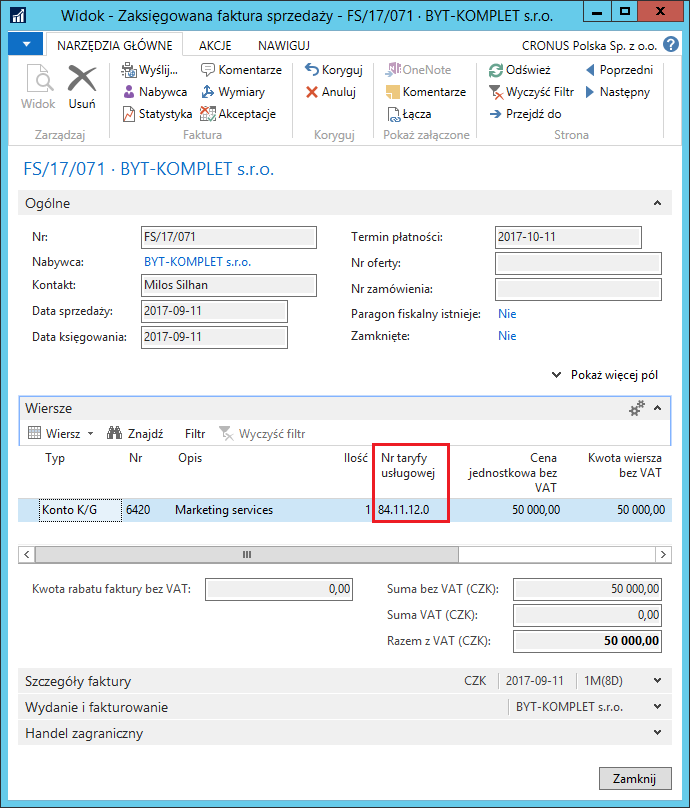 Widok - Zaksięgowana faktura sprzedaży - FS/17/071 · BYT-KOMPLET s.r.o.
NARZĘDZIA GŁÓWNE AKCJE NAWIGUJ CRONUS Polska Sp. z o.o. ?
Widok
Usuń
Zarządzaj
Wyślij...
Nabywca
Statystyka
Komentarze
Wymiary
Akceptacje
Faktura
Koryguj
Anuluj
Koryguj
OneNote
Komentarze
Łącza
Pokaż załączone
Odśwież
Wyczyść Filtr
Przejdź do
Poprzedni
Następny
Strona
FS/17/071 · BYT-KOMPLET s.r.o.
Ogólne
Nr: FS/17/071
Nabywca: BYT-KOMPLET s.r.o.
Kontakt: Milos Silhan
Data sprzedaży: 2017-09-11
Data księgowania: 2017-09-11
Termin płatności: 2017-10-11
Nr oferty:
Nr zamówienia:
Paragon fiskalny istnieje: Nie
Zamknięte: Nie
Pokaż więcej pól
Wiersze
Wiersz Znajdź Filtr Wyczyść filtr
Typ Nr Opis Ilość Nr taryfy usługowej Cena jednostkowa bez VAT Kwota wiersza bez VAT
Konto K/G 6420 Marketing services 1 84.11.12.0 50 000,00 50 000,00
Kwota rabatu faktury bez VAT: 0,00
Suma bez VAT (CZK): 50 000,00
Suma VAT (CZK): 0,00
Razem z VAT (CZK): 50 000,00
Szczegóły faktury CZK 2017-09-11 1M(8D)
Wydanie i fakturowanie BYT-KOMPLET s.r.o.
Handel zagraniczny
Zamknij